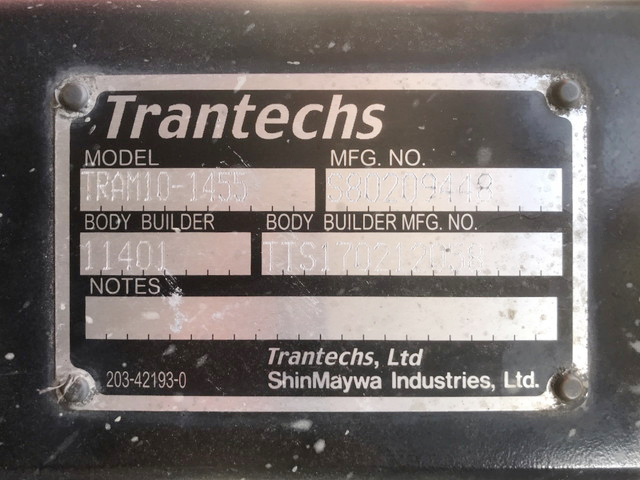 Trantechs
MODEL MFG. NO.
TRAM10-1455 S80209448
BODY BUILDER BODY BUILDER MFG. NO.
11401
NOTES
Trantechs, Ltd
203-42193-0 ShinMaywa Industries, Ltd.